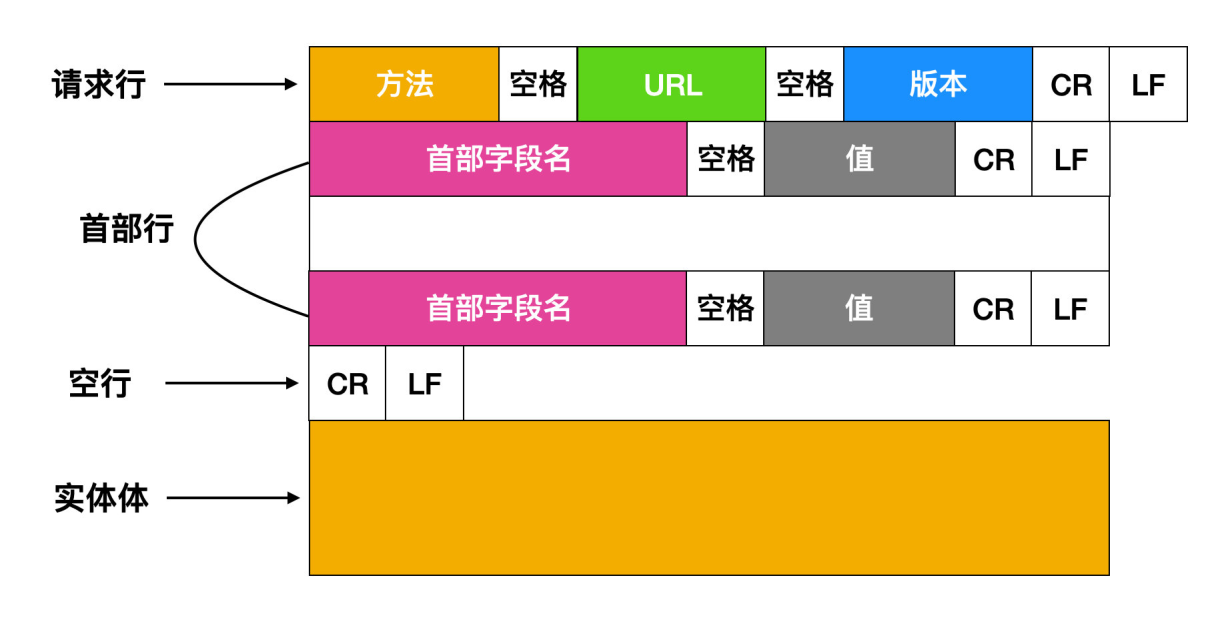 请求行 方法 空格 URL 空格 版本 CR LF
首部字段名 空格 值 CR LF
首部行
首部字段名 空格 值 CR LF
空行 CR LF
实体体